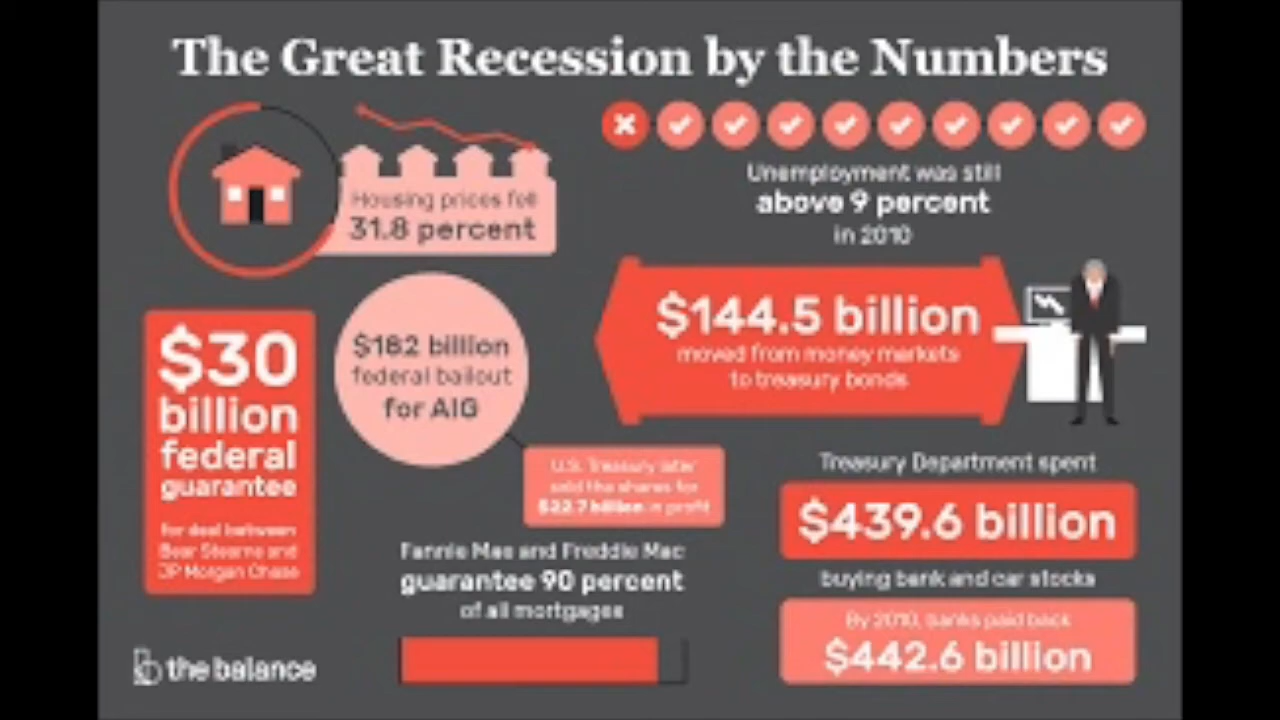 The Great Recession by the Numbers
Housing prices fell
31.8 percent
Unemployment was still
above 9 percent
in 2010
$30
billion
federal
guarantee
for deal between
Bear Stearns and
JP Morgan Chase
$182 billion
federal bailout
for AIG
U.S. Treasury later
sold the shares for
$22.7 billion in profit
$144.5 billion
moved from money markets
to treasury bonds
Fannie Mae and Freddie Mac
guarantee 90 percent
of all mortgages
Treasury Department spent
$439.6 billion
buying bank and car stocks
By 2010, banks paid back
$442.6 billion
the balance